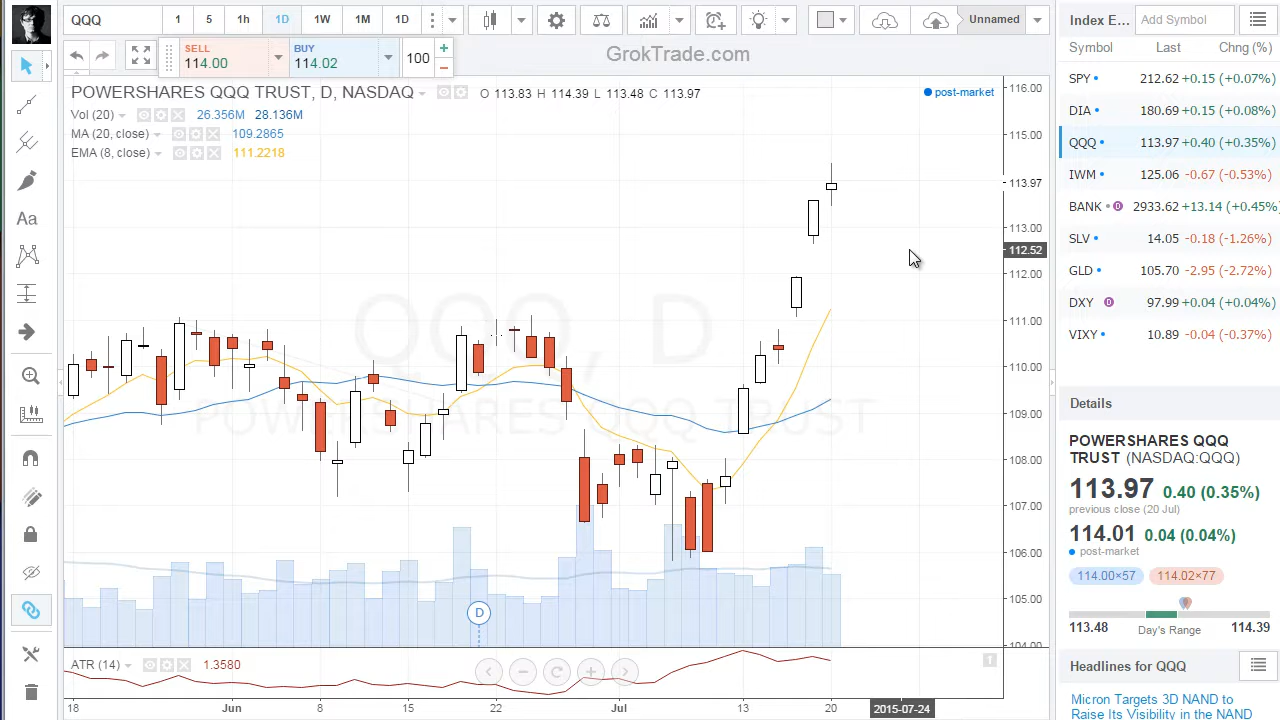 QQQ 1 5 1h 1D 1W 1M 1D Unnamed
SELL
114.00
BUY
114.02
100
GrokTrade.com
POWERSHARES QQQ TRUST, D, NASDAQ O 113.83 H 114.39 L 113.48 C 113.97
post-market
Vol (20) 26.356M 28.136M
MA (20, close) 109.2865
EMA (8, close) 111.2218
Aa
QQQ, D
POWERSHARES QQQ TRUST
116.00
115.00
113.97
113.00
112.52
112.00
111.00
110.00
109.00
108.00
107.00
106.00
105.00
104.00
D
ATR (14) 1.3580
18 Jun 8 15 22 Jul 13 20 2015-07-24
Index E... Add Symbol
Symbol Last Chng (%)
SPY 212.62 +0.15 (+0.07%)
DIA 180.69 +0.15 (+0.08%)
QQQ 113.97 +0.40 (+0.35%)
IWM 125.06 -0.67 (-0.53%)
BANK D 2933.62 +13.14 (+0.45%)
SLV 14.05 -0.18 (-1.26%)
GLD 105.70 -2.95 (-2.72%)
DXY D 97.99 +0.04 (+0.04%)
VIXY 10.89 -0.04 (-0.37%)
Details
POWERSHARES QQQ
TRUST (NASDAQ:QQQ)
113.97 0.40 (0.35%)
previous close (20 Jul)
114.01 0.04 (0.04%)
post-market
114.00×57 114.02×77
113.48 Day's Range 114.39
Headlines for QQQ
Micron Targets 3D NAND to
Raise Its Visibility in the NAND